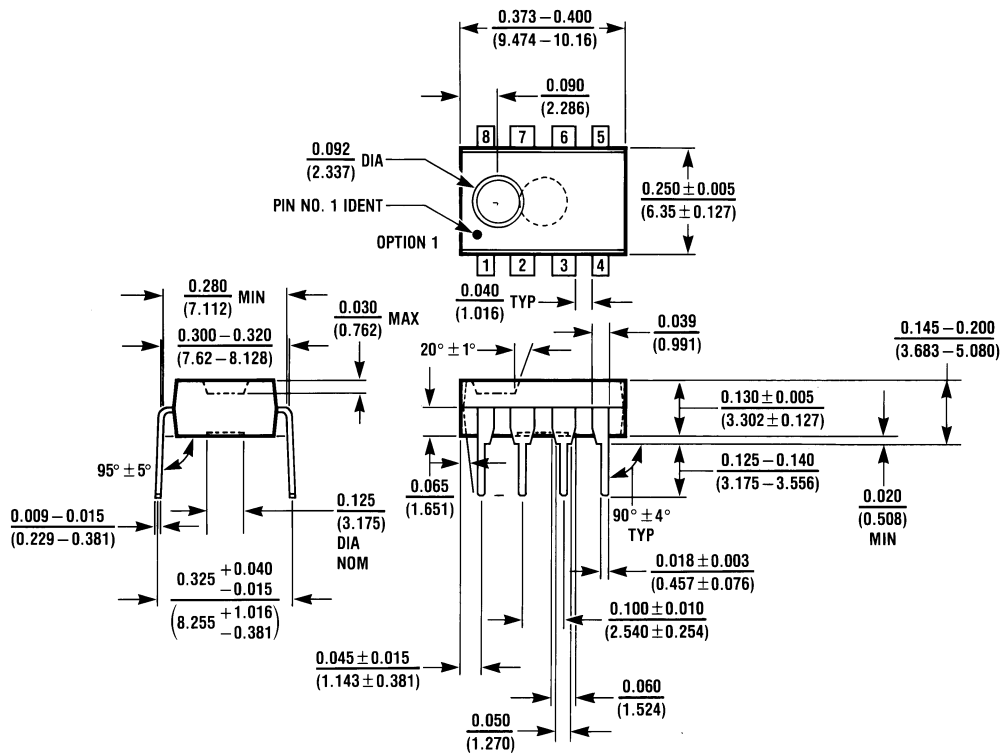 0.373 – 0.400
(9.474 – 10.16)
0.090
(2.286)
8 7 6 5
0.092 DIA
(2.337)
0.250 ± 0.005
(6.35 ± 0.127)
PIN NO. 1 IDENT
OPTION 1
1 2 3 4
0.280 MIN
(7.112)
0.030 MAX
(0.762)
0.040 TYP
(1.016)
0.039
(0.991)
0.145 – 0.200
(3.683 – 5.080)
0.300 – 0.320
(7.62 – 8.128)
20° ± 1°
0.130 ± 0.005
(3.302 ± 0.127)
95° ± 5°
0.065
(1.651)
0.125 – 0.140
(3.175 – 3.556)
0.020
(0.508)
MIN
90° ± 4°
TYP
0.009 – 0.015
(0.229 – 0.381)
0.125
(3.175)
DIA
NOM
0.018 ± 0.003
(0.457 ± 0.076)
0.325 +0.040
−0.015
(8.255 +1.016
−0.381)
0.100 ± 0.010
(2.540 ± 0.254)
0.045 ± 0.015
(1.143 ± 0.381)
0.060
(1.524)
0.050
(1.270)